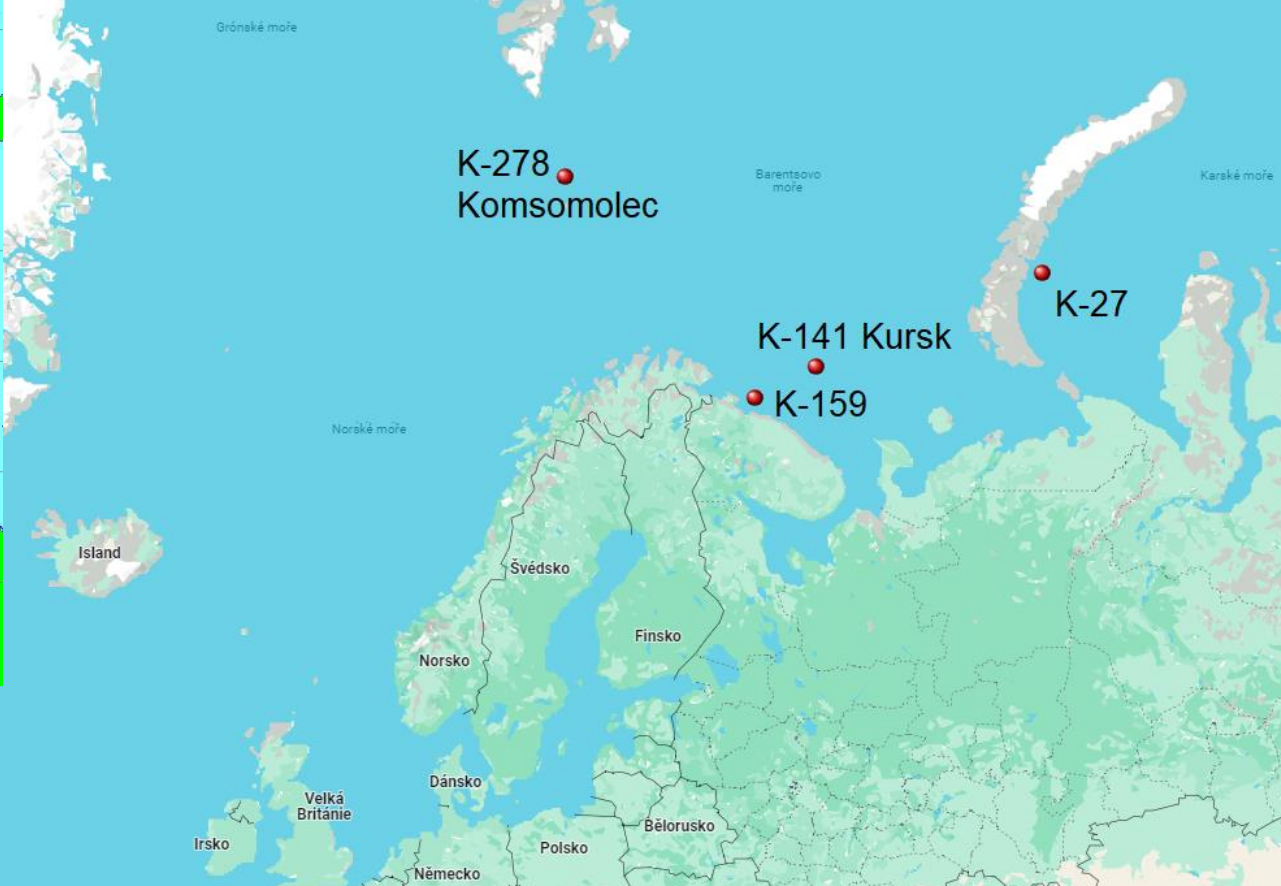 Grónské moře
K-278
Komsomolec
Barentsovo
moře
Karské moře
K-27
K-141 Kursk
K-159
Norské moře
Island
Švédsko
Finsko
Norsko
Dánsko
Velká
Británie
Bělorusko
Irsko
Polsko
Německo